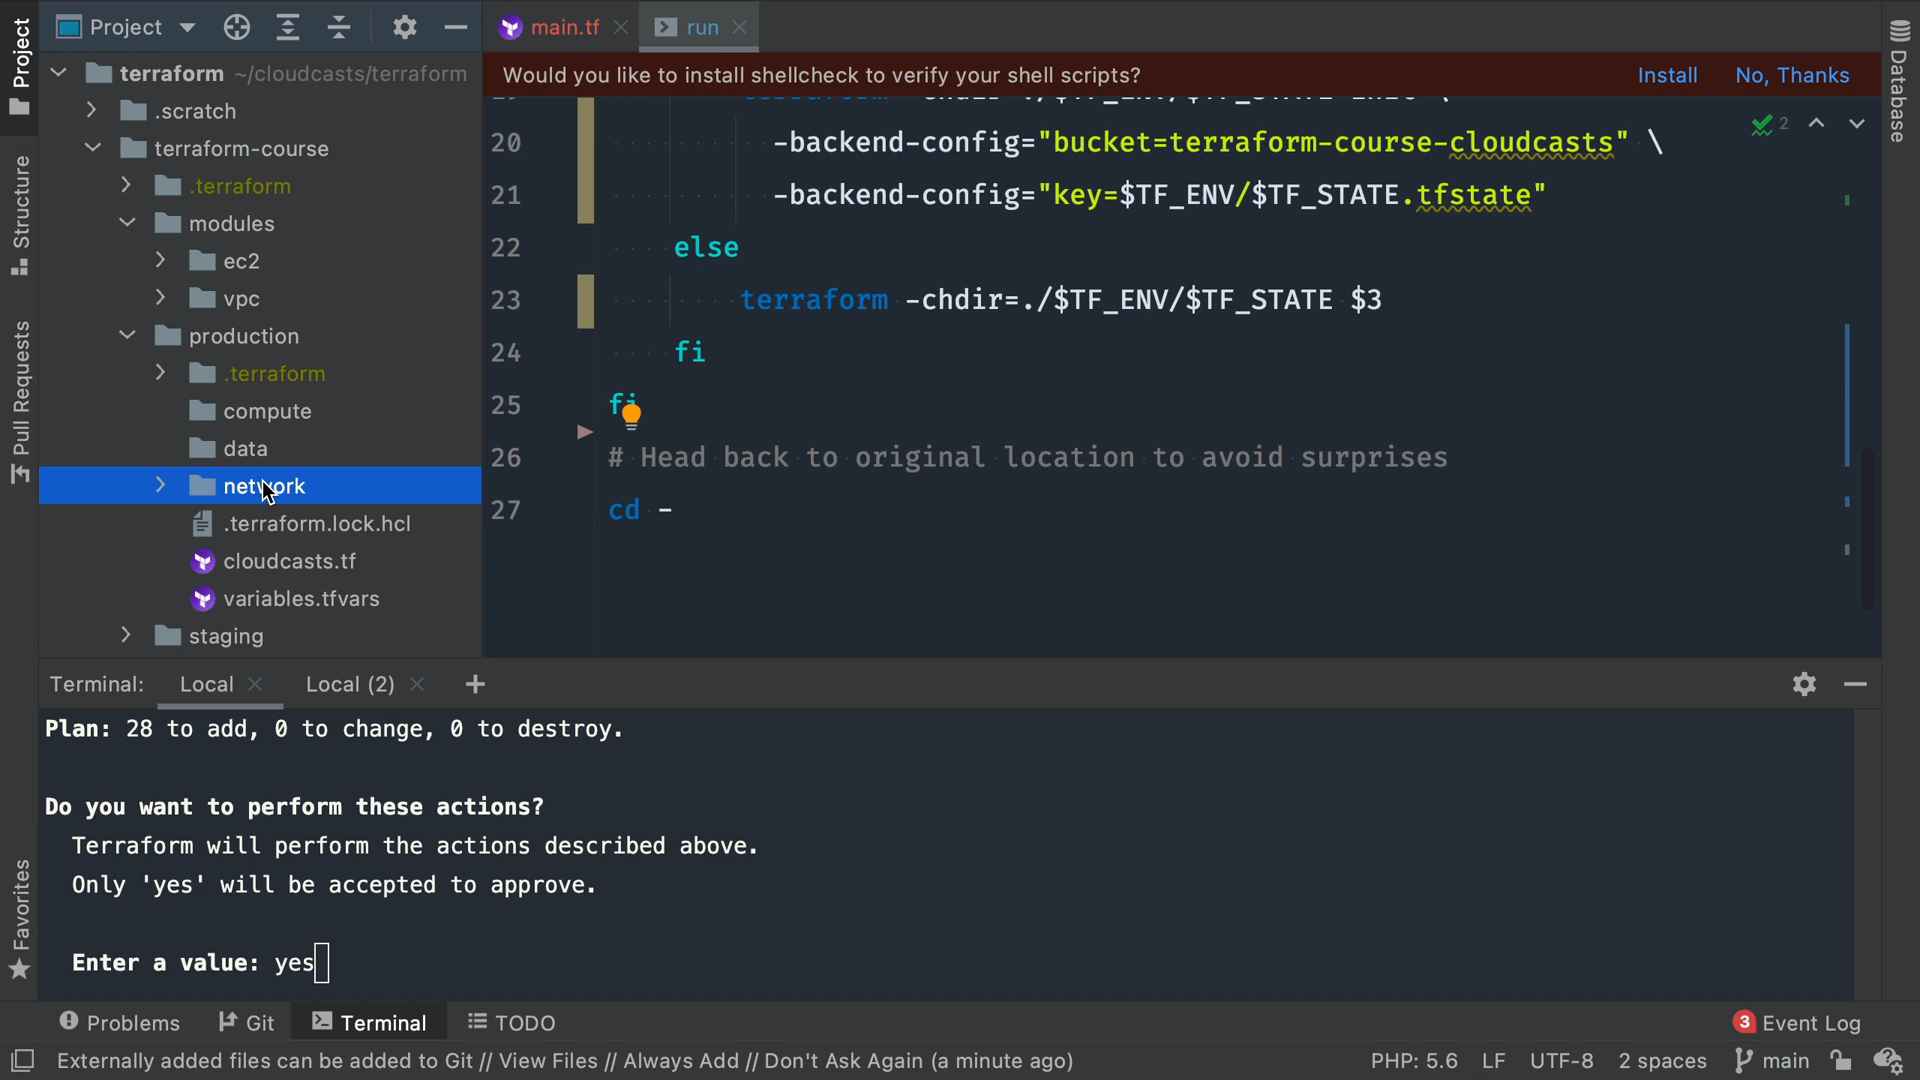 Project
main.tf
run
Project
Structure
Pull Requests
Favorites
Database
terraform ~/cloudcasts/terraform
.scratch
terraform-course
.terraform
modules
ec2
vpc
production
.terraform
compute
data
network
.terraform.lock.hcl
cloudcasts.tf
variables.tfvars
staging
Would you like to install shellcheck to verify your shell scripts? Install No, Thanks
2
20 -backend-config="bucket=terraform-course-cloudcasts" \
21 -backend-config="key=$TF_ENV/$TF_STATE.tfstate"
22 else
23 terraform -chdir=./$TF_ENV/$TF_STATE $3
24 fi
25 fi
26 # Head back to original location to avoid surprises
27 cd -
Terminal: Local Local (2)
Plan: 28 to add, 0 to change, 0 to destroy.
Do you want to perform these actions?
Terraform will perform the actions described above.
Only 'yes' will be accepted to approve.
Enter a value: yes
Problems Git Terminal TODO 3 Event Log
Externally added files can be added to Git // View Files // Always Add // Don't Ask Again (a minute ago) PHP: 5.6 LF UTF-8 2 spaces main